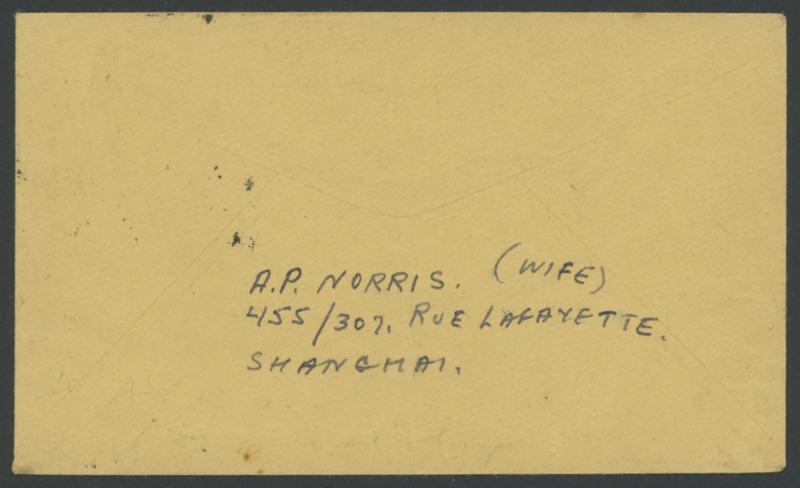 A.P. NORRIS. (WIFE)
455/307, RUE LAFAYETTE.
SHANGHAI.